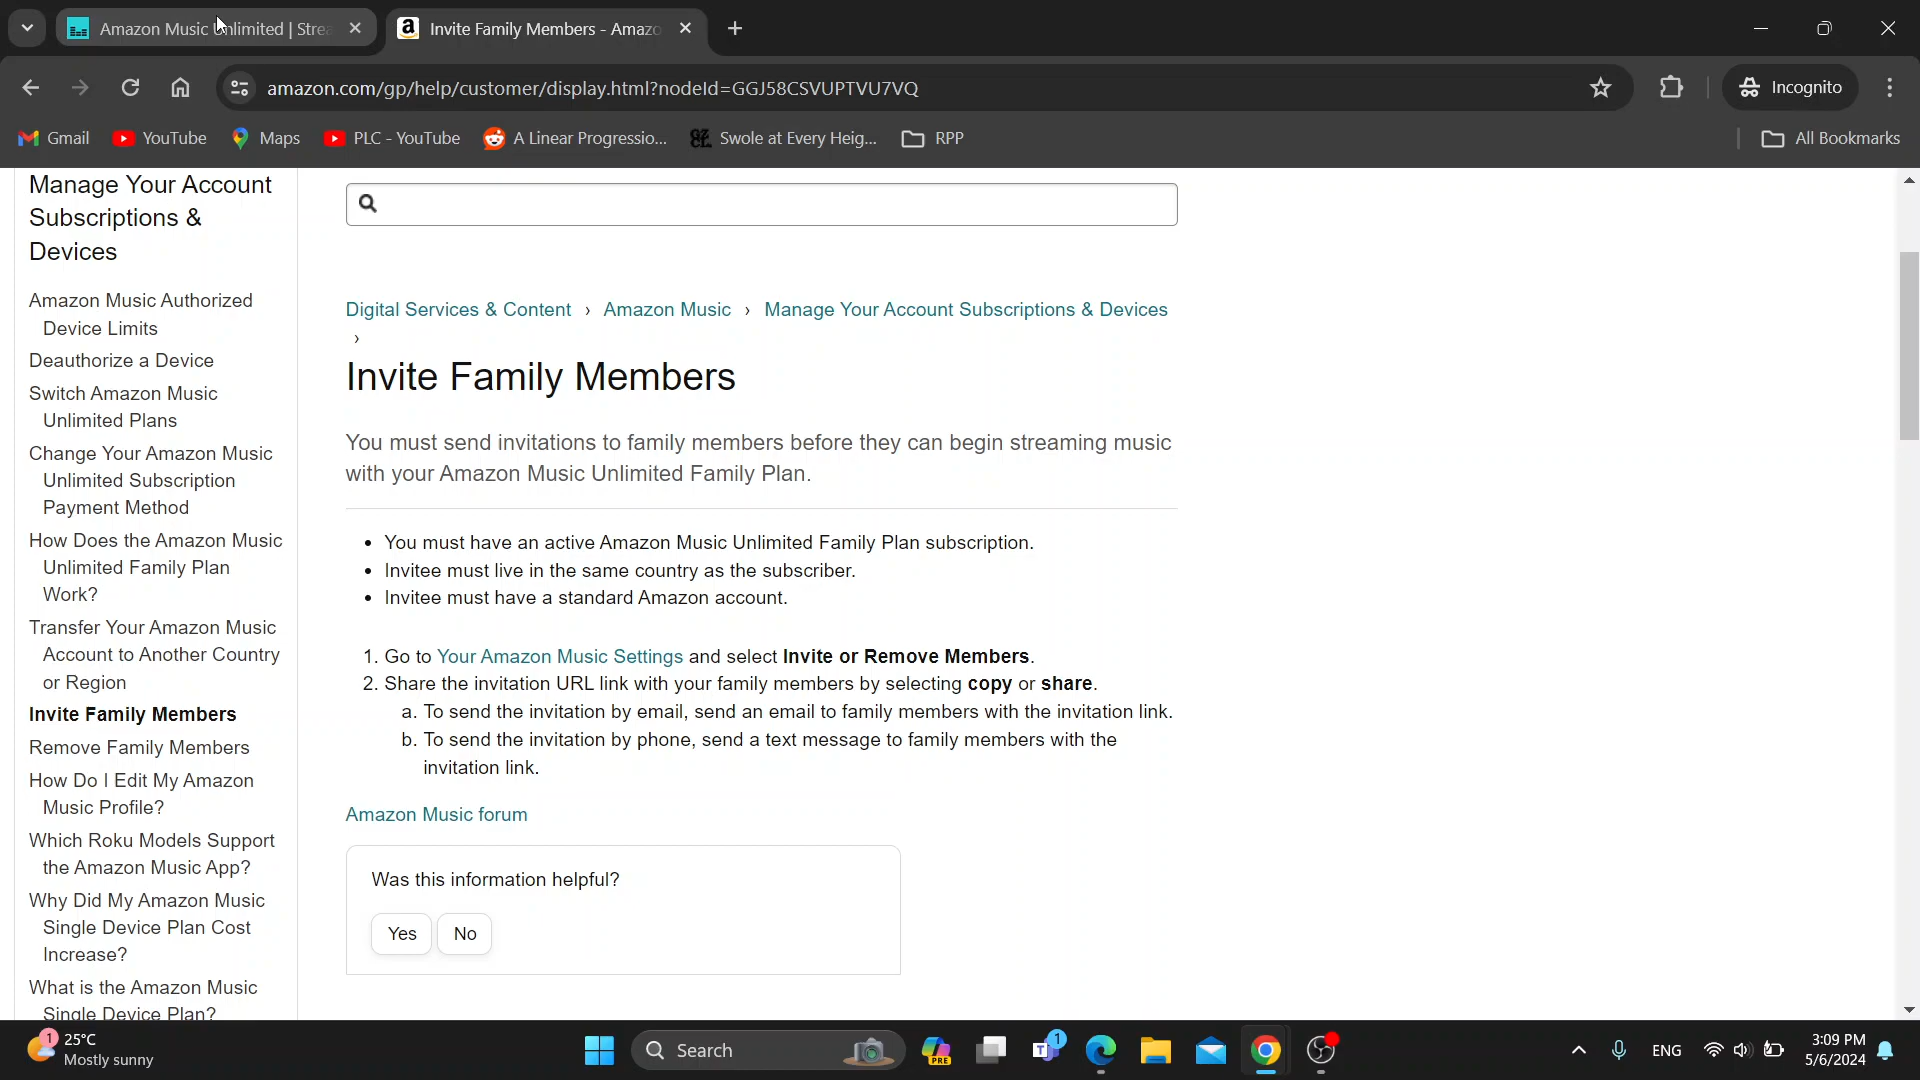 Amazon Music Unlimited | Strea
Invite Family Members - Amazo
amazon.com/gp/help/customer/display.html?nodeId=GGJ58CSVUPTVU7VQ
Incognito
Gmail
YouTube
Maps
PLC - YouTube
A Linear Progressio...
Swole at Every Heig...
RPP
All Bookmarks
Manage Your Account
Subscriptions &
Devices
Amazon Music Authorized
Device Limits
Deauthorize a Device
Switch Amazon Music
Unlimited Plans
Change Your Amazon Music
Unlimited Subscription
Payment Method
How Does the Amazon Music
Unlimited Family Plan
Work?
Transfer Your Amazon Music
Account to Another Country
or Region
Invite Family Members
Remove Family Members
How Do I Edit My Amazon
Music Profile?
Which Roku Models Support
the Amazon Music App?
Why Did My Amazon Music
Single Device Plan Cost
Increase?
What is the Amazon Music
Single Device Plan?
Digital Services & Content › Amazon Music › Manage Your Account Subscriptions & Devices
›
Invite Family Members
You must send invitations to family members before they can begin streaming music
with your Amazon Music Unlimited Family Plan.
• You must have an active Amazon Music Unlimited Family Plan subscription.
• Invitee must live in the same country as the subscriber.
• Invitee must have a standard Amazon account.
1. Go to Your Amazon Music Settings and select Invite or Remove Members.
2. Share the invitation URL link with your family members by selecting copy or share.
a. To send the invitation by email, send an email to family members with the invitation link.
b. To send the invitation by phone, send a text message to family members with the
invitation link.
Amazon Music forum
Was this information helpful?
Yes
No
1
25°C
Mostly sunny
Search
PRE
1
ENG
3:09 PM
5/6/2024